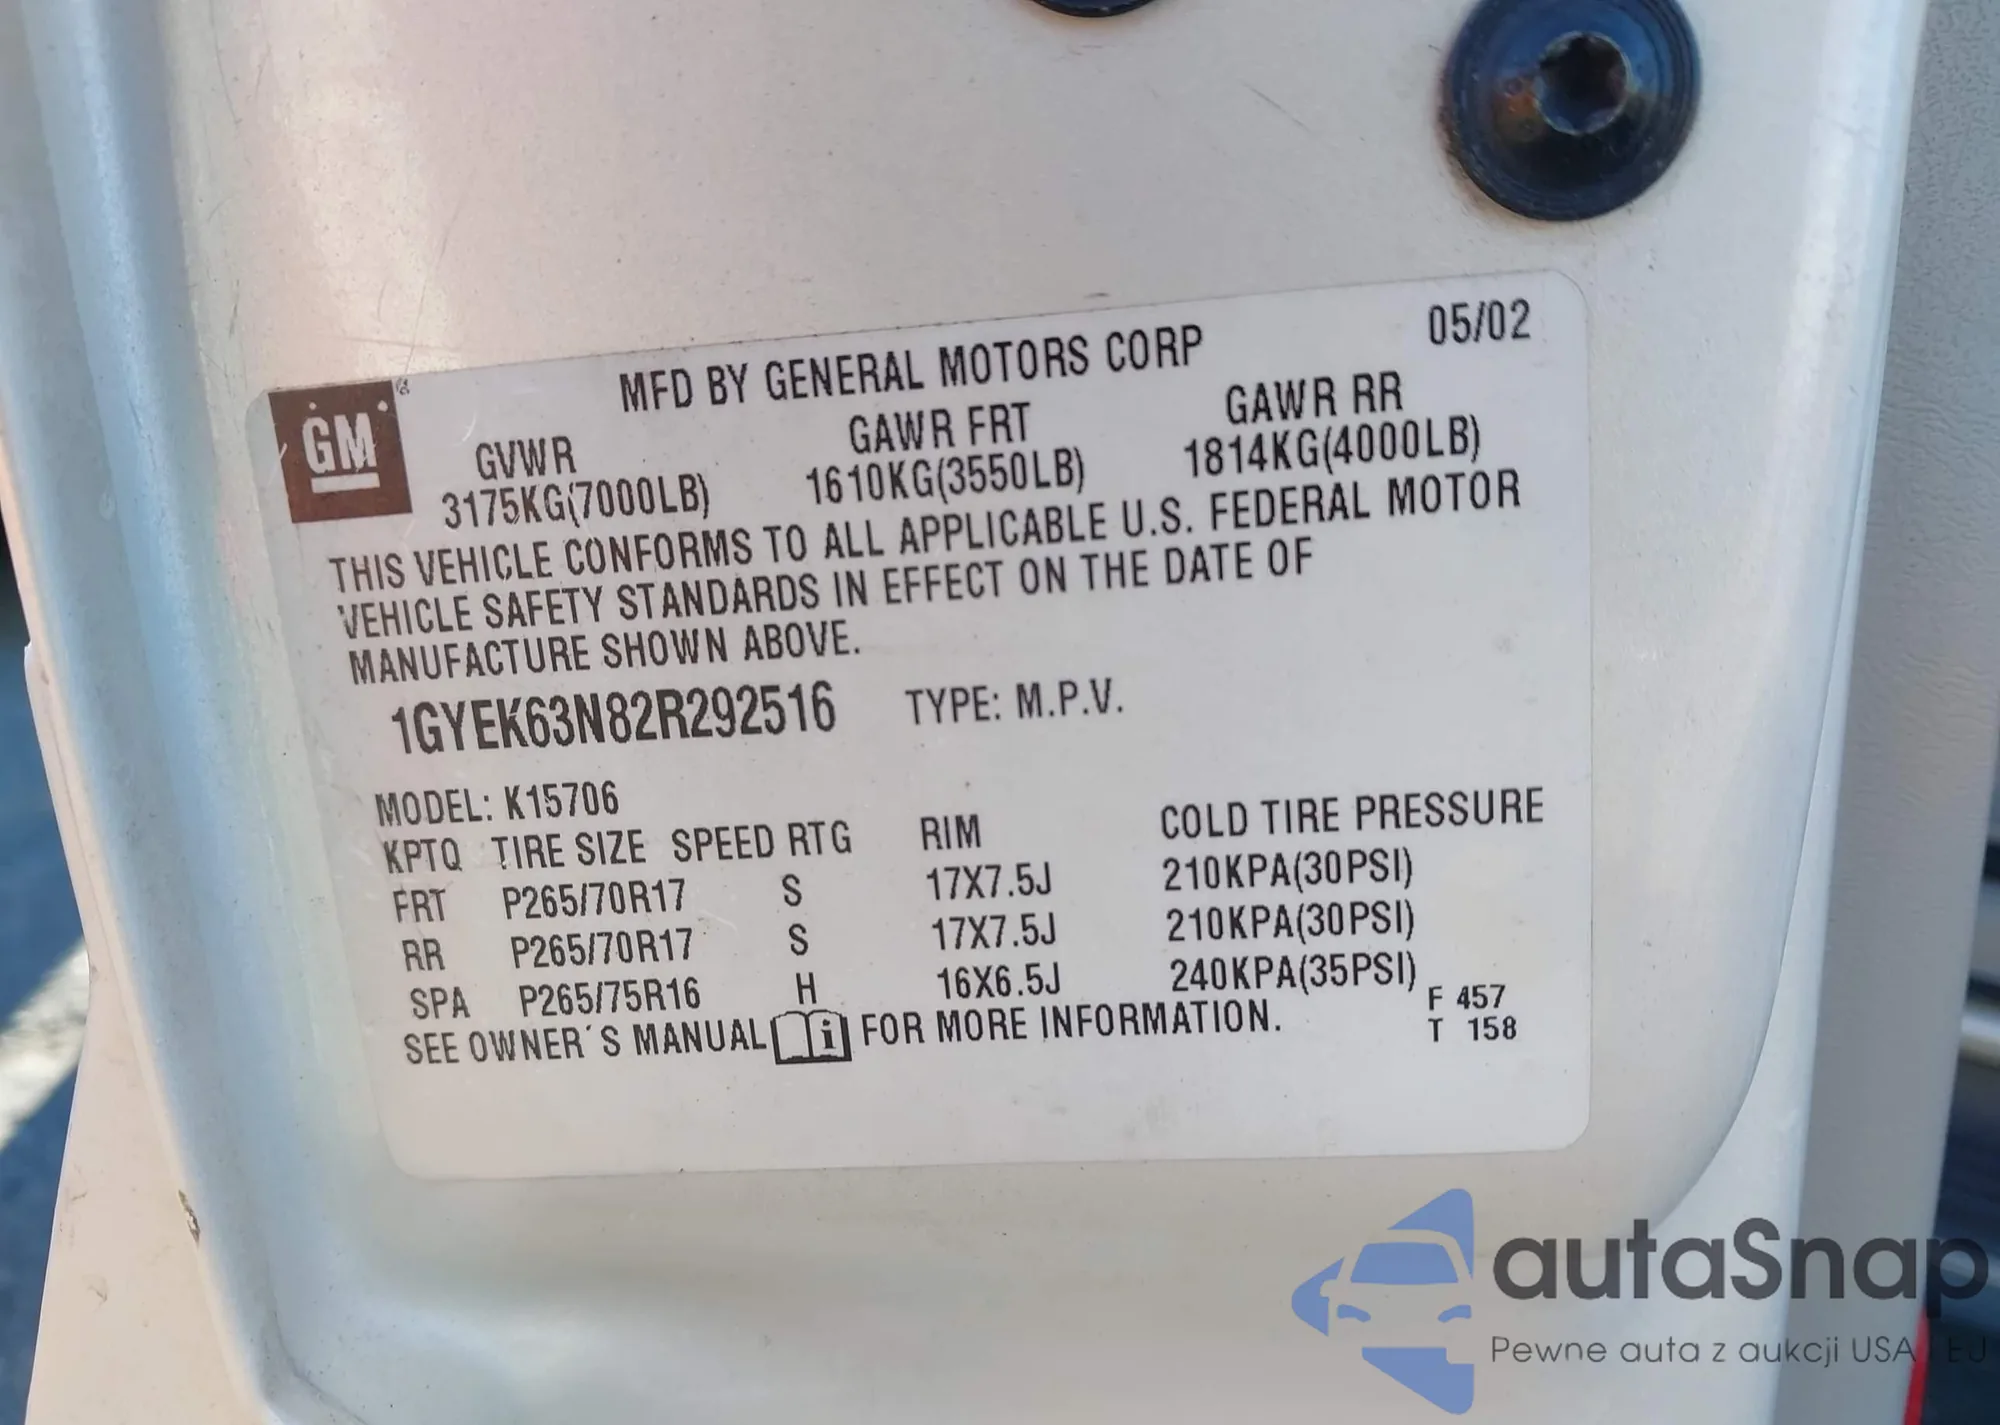 05/02
MFD BY GENERAL MOTORS CORP
GM
GVWR GAWR FRT GAWR RR
3175KG(7000LB) 1610KG(3550LB) 1814KG(4000LB)
THIS VEHICLE CONFORMS TO ALL APPLICABLE U.S. FEDERAL MOTOR
VEHICLE SAFETY STANDARDS IN EFFECT ON THE DATE OF
MANUFACTURE SHOWN ABOVE.
1GYEK63N82R292516 TYPE: M.P.V.
MODEL: K15706
KPTQ TIRE SIZE SPEED RTG RIM COLD TIRE PRESSURE
FRT P265/70R17 S 17X7.5J 210KPA(30PSI)
RR P265/70R17 S 17X7.5J 210KPA(30PSI)
SPA P265/75R16 H 16X6.5J 240KPA(35PSI)
SEE OWNER´S MANUAL i FOR MORE INFORMATION.
F 457
T 158
autaSnap
Pewne auta z aukcji USA i EU